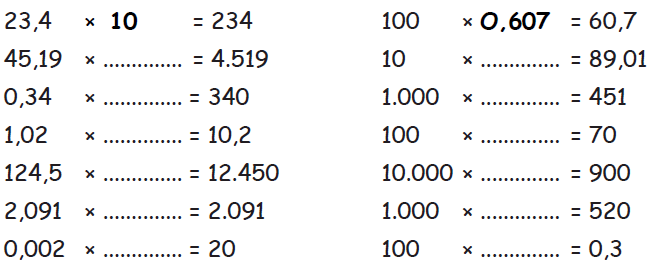 23,4 × 10 = 234 100 × 0,607 = 60,7
45,19 × .............. = 4.519 10 × .............. = 89,01
0,34 × .............. = 340 1.000 × .............. = 451
1,02 × .............. = 10,2 100 × .............. = 70
124,5 × .............. = 12.450 10.000 × .............. = 900
2,091 × .............. = 2.091 1.000 × .............. = 520
0,002 × .............. = 20 100 × .............. = 0,3